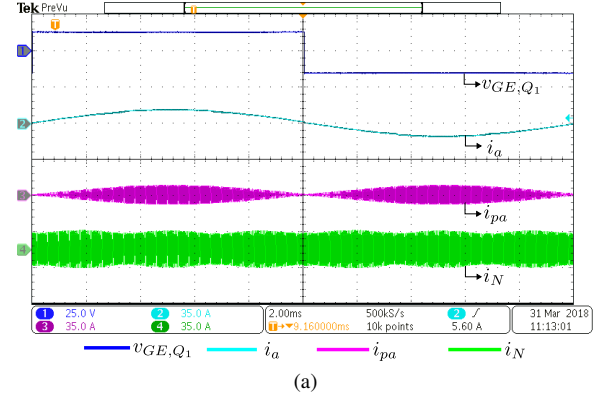 Tek PreVu
T
T
1
v_{GE,Q_1}
2
i_a
3
i_{pa}
4
i_N
1 25.0 V 2 35.0 A 2.00ms 500kS/s 2 31 Mar 2018
3 35.0 A 4 35.0 A T→▼9.160000ms 10k points 5.60 A 11:13:01
v_{GE,Q_1} i_a i_{pa} i_N
(a)